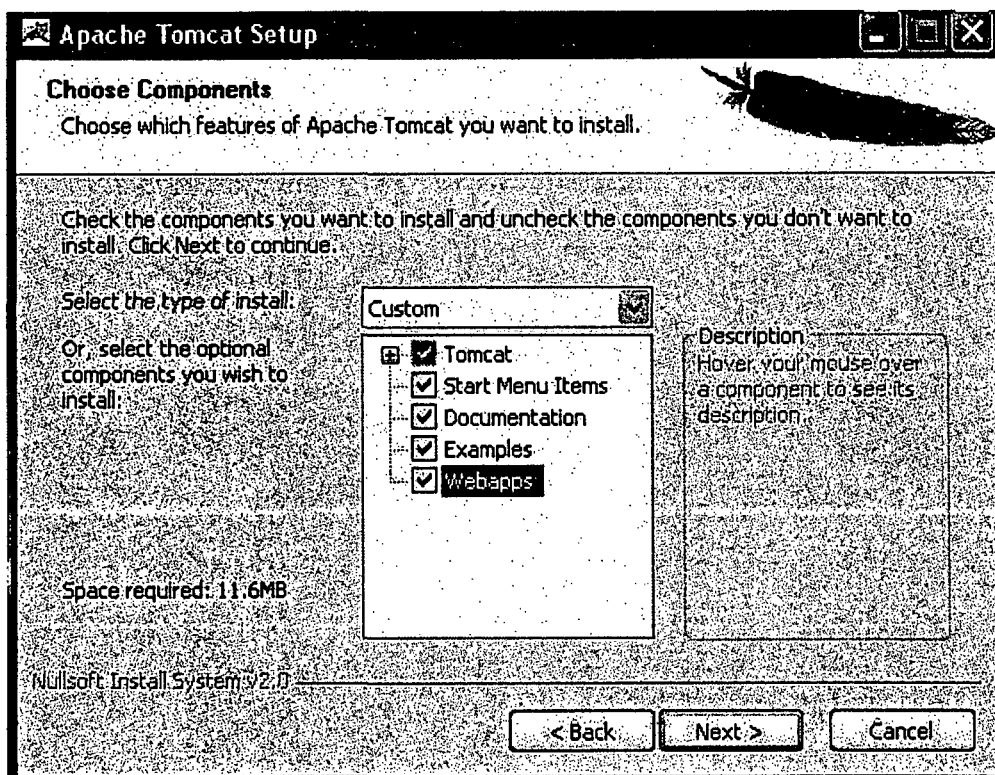 Apache Tomcat Setup
Choose Components
Choose which features of Apache Tomcat you want to install.
Check the components you want to install and uncheck the components you don't want to
install. Click Next to continue.
Select the type of install:
Custom
Or, select the optional
components you wish to
install:
Tomcat
Start Menu Items
Documentation
Examples
Webapps
Description
Hover your mouse over
a component to see its
description.
Space required: 11.6MB
Nullsoft Install System v2.0
< Back
Next >
Cancel